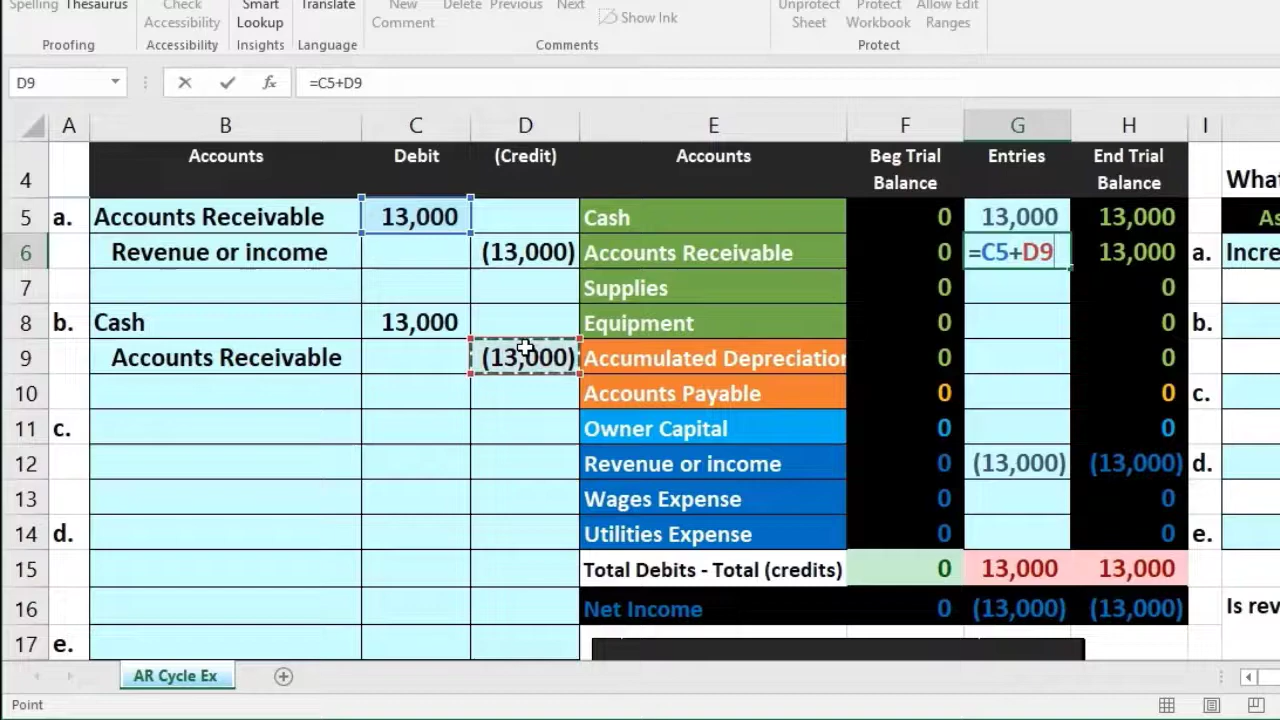 Spelling Thesaurus Check Accessibility Smart Lookup Translate New Comment Delete Previous Next Show Ink Unprotect Sheet Protect Workbook Allow Edit Ranges
Proofing Accessibility Insights Language Comments Protect
D9 fx =C5+D9
A B C D E F G H I
4 Accounts Debit (Credit) Accounts Beg Trial Balance Entries End Trial Balance What
5 a. Accounts Receivable 13,000 Cash 0 13,000 13,000 As
6 Revenue or income (13,000) Accounts Receivable 0 =C5+D9 13,000 a. Incre
7 Supplies 0 0
8 b. Cash 13,000 Equipment 0 0 b.
9 Accounts Receivable (13,000) Accumulated Depreciation 0 0
10 Accounts Payable 0 0 c.
11 c. Owner Capital 0 0
12 Revenue or income 0 (13,000) (13,000) d.
13 Wages Expense 0 0
14 d. Utilities Expense 0 0 e.
15 Total Debits - Total (credits) 0 13,000 13,000
16 Net Income 0 (13,000) (13,000) Is rev
17 e.
AR Cycle Ex
Point